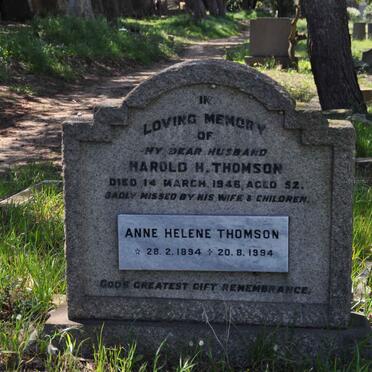 IN
LOVING MEMORY
OF
MY DEAR HUSBAND
HAROLD H. THOMSON
DIED 14 MARCH 1946, AGED 52.
SADLY MISSED BY HIS WIFE & CHILDREN.
ANNE HELENE THOMSON
☆ 28.2.1894 ✝ 20.8.1994
GOD'S GREATEST GIFT REMEMBRANCE.